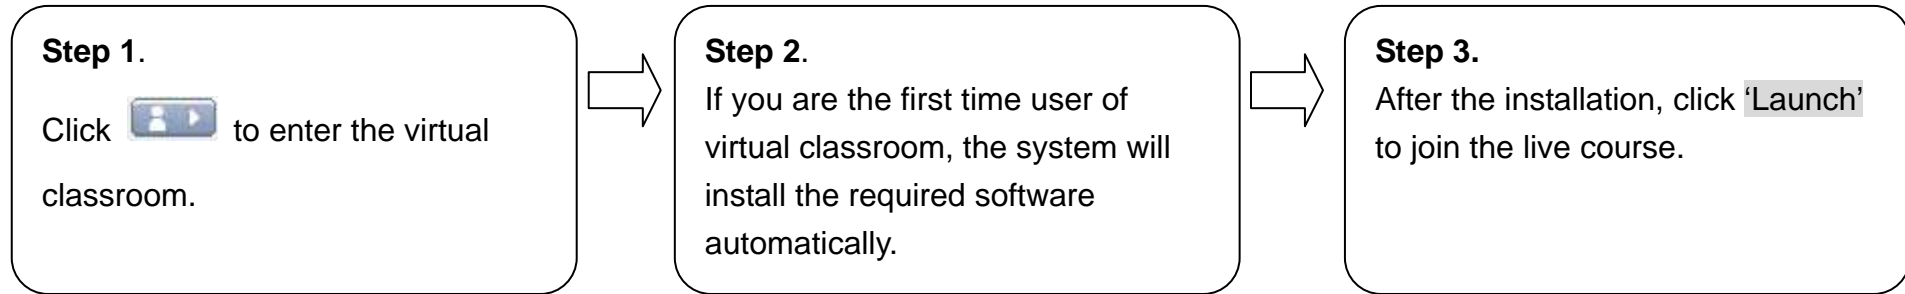 Step 1.
Click to enter the virtual
classroom.
Step 2.
If you are the first time user of
virtual classroom, the system will
install the required software
automatically.
Step 3.
After the installation, click ‘Launch’
to join the live course.